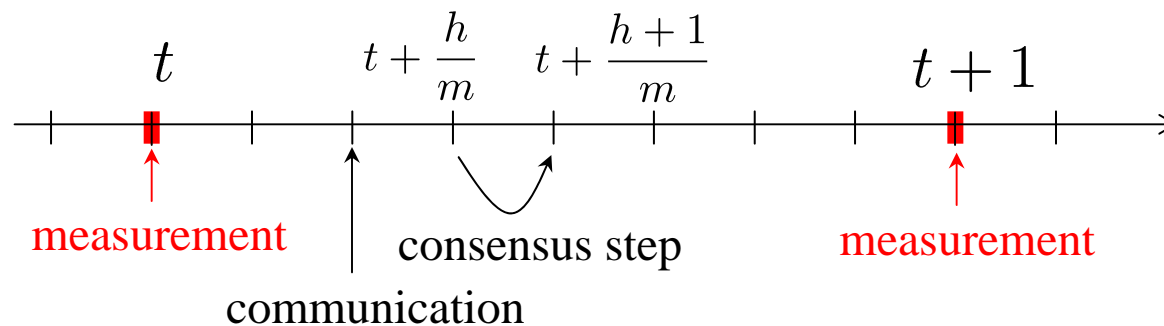 t
t + h/m
t + h + 1/m
t + 1
measurement
consensus step
measurement
communication